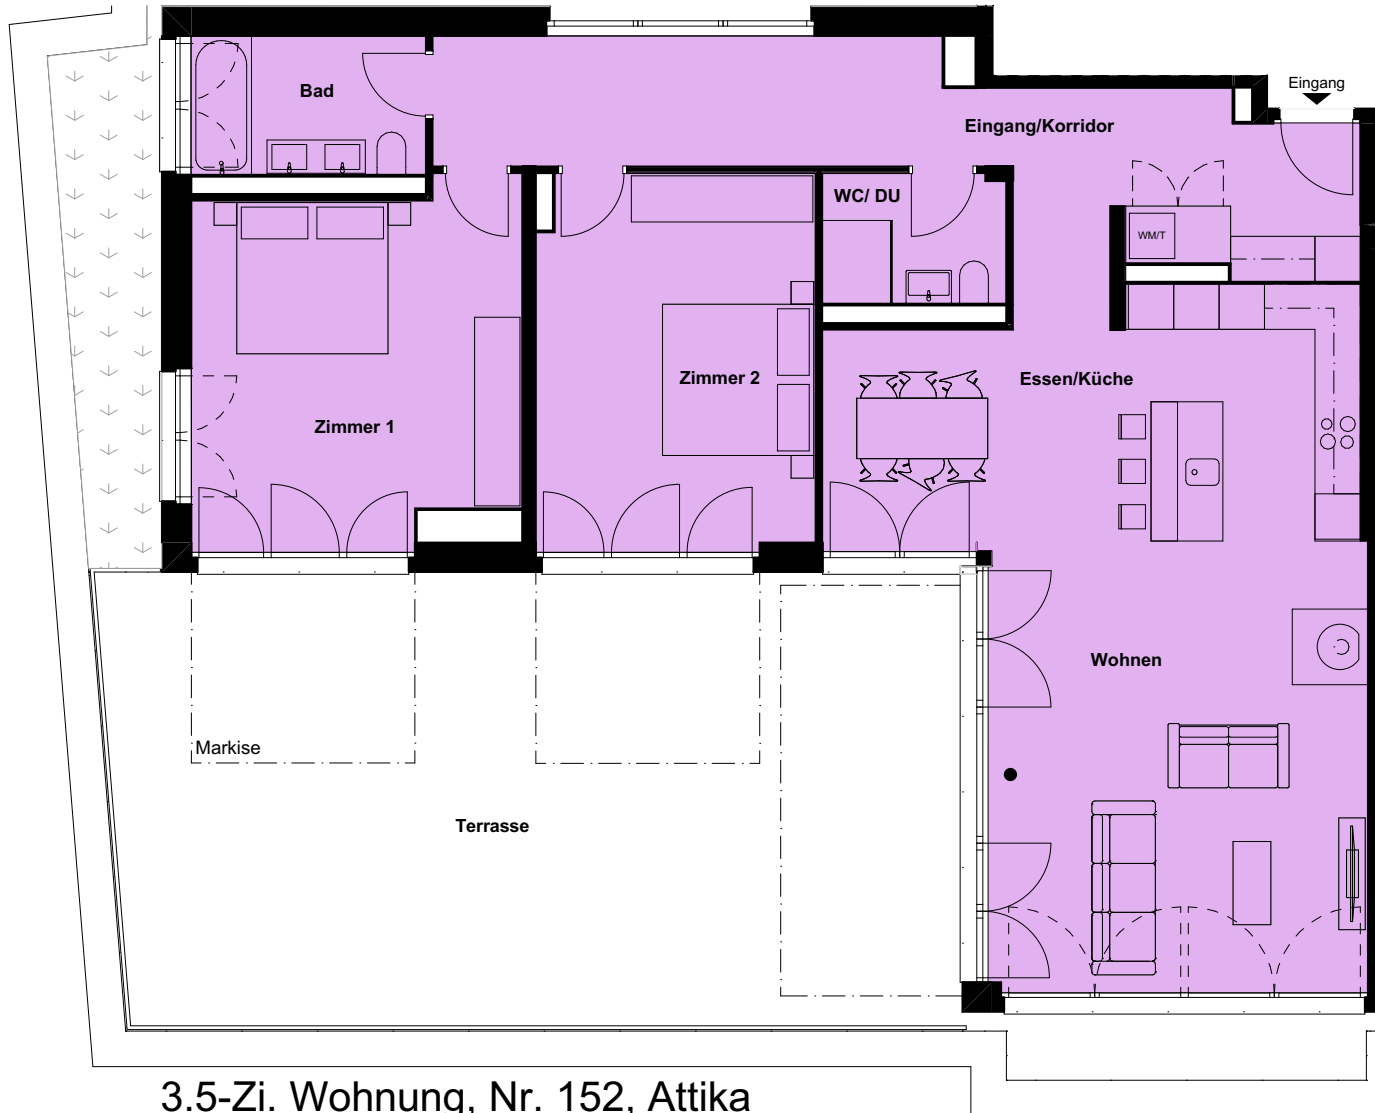 Eingang
Bad
Eingang/Korridor
WC/ DU
WM/T
Zimmer 2
Essen/Küche
Zimmer 1
Wohnen
Markise
Terrasse
3.5-Zi. Wohnung, Nr. 152, Attika